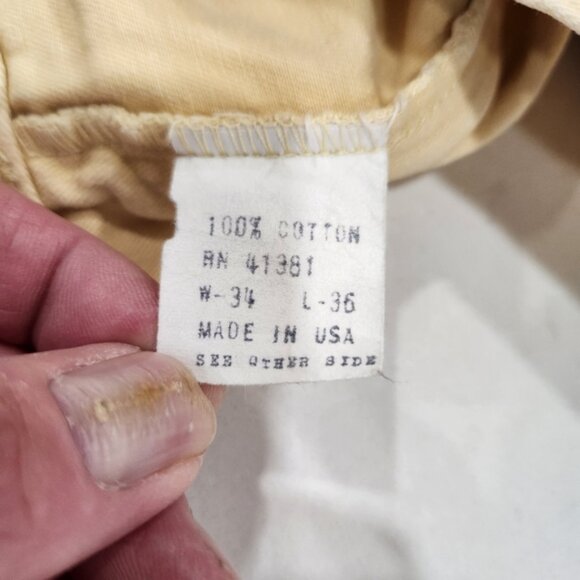 100% COTTON
RN 41381
W-34 L-36
MADE IN USA
SEE OTHER SIDE